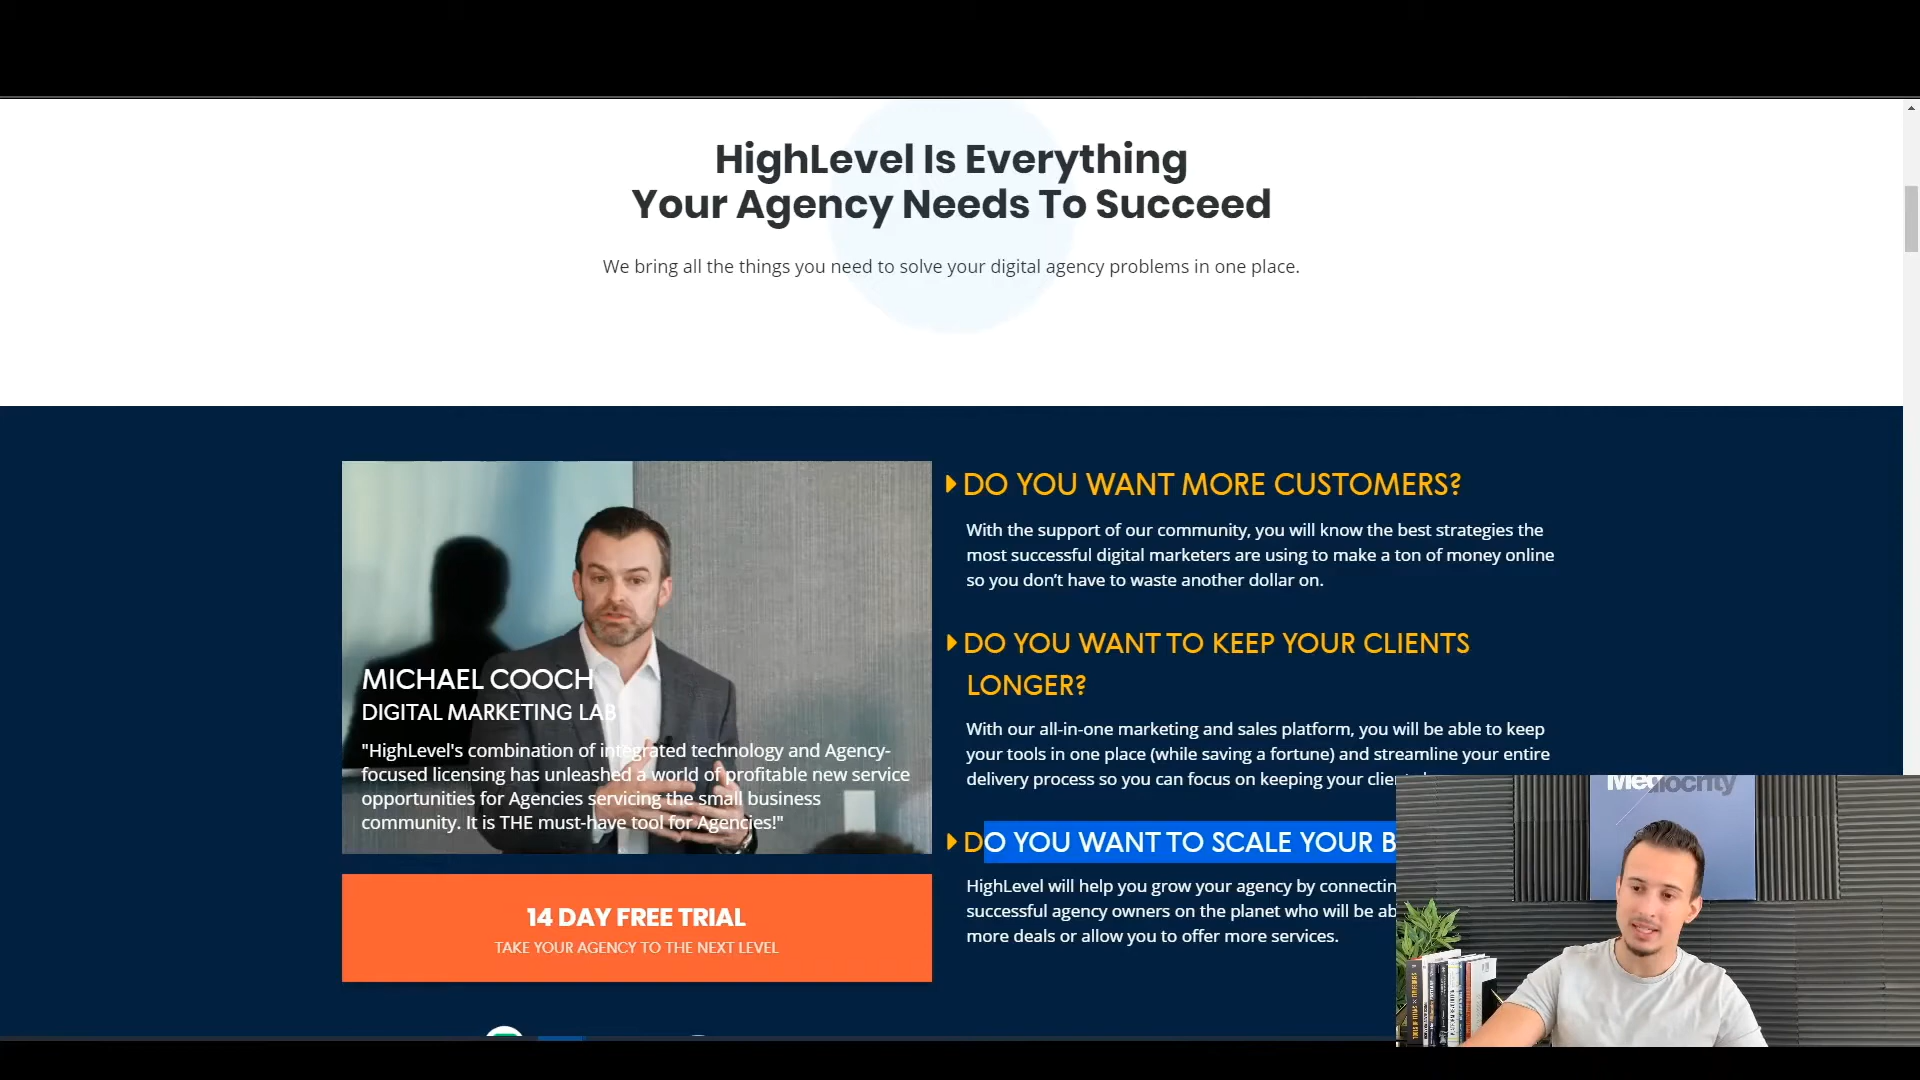 HighLevel Is Everything
Your Agency Needs To Succeed
We bring all the things you need to solve your digital agency problems in one place.
MICHAEL COOCH
DIGITAL MARKETING LAB
"HighLevel's combination of integrated technology and Agency-
focused licensing has unleashed a world of profitable new service
opportunities for Agencies servicing the small business
community. It is THE must-have tool for Agencies!"
14 DAY FREE TRIAL
TAKE YOUR AGENCY TO THE NEXT LEVEL
DO YOU WANT MORE CUSTOMERS?
With the support of our community, you will know the best strategies the
most successful digital marketers are using to make a ton of money online
so you don’t have to waste another dollar on.
DO YOU WANT TO KEEP YOUR CLIENTS
LONGER?
With our all-in-one marketing and sales platform, you will be able to keep
your tools in one place (while saving a fortune) and streamline your entire
delivery process so you can focus on keeping your
DO YOU WANT TO SCALE YOUR B
HighLevel will help you grow your agency by connectin
successful agency owners on the planet who will be ab
more deals or allow you to offer more services.
Mediocrity